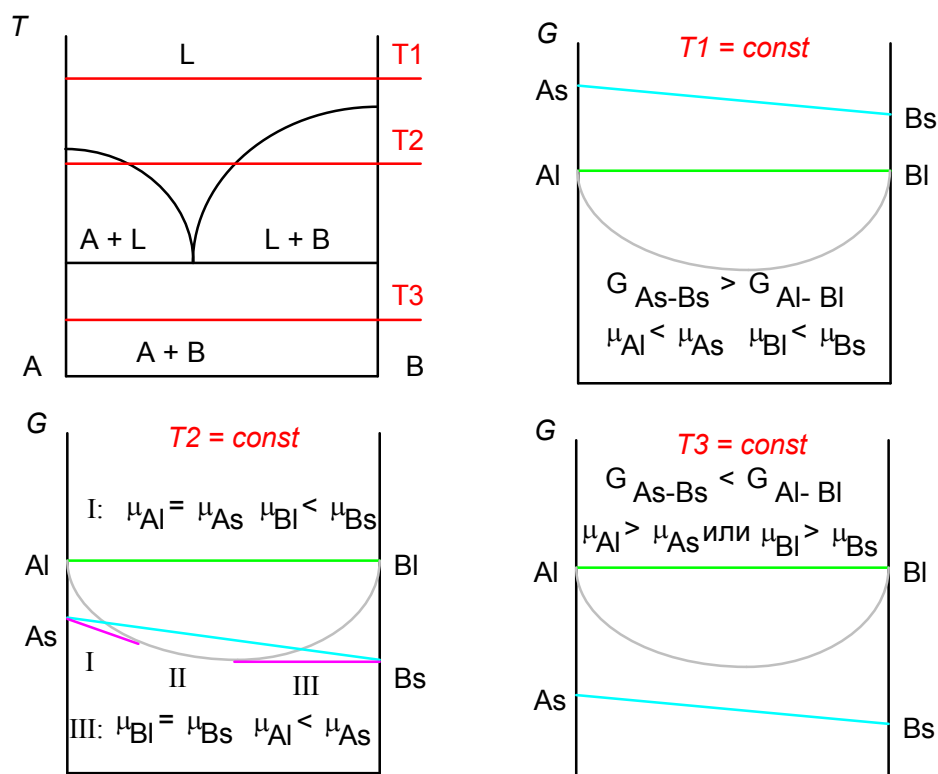 T
L
T1
T2
A + L
L + B
T3
A + B
A
B
G
T1 = const
As
Bs
Al
Bl
G As-Bs > G Al- Bl
μAl < μAs μBl < μBs
G
T2 = const
I: μAl = μAs μBl < μBs
Al
Bl
As
I
II
III
Bs
III: μBl = μBs μAl < μAs
G
T3 = const
G As-Bs < G Al- Bl
μAl > μAs или μBl > μBs
Al
Bl
As
Bs